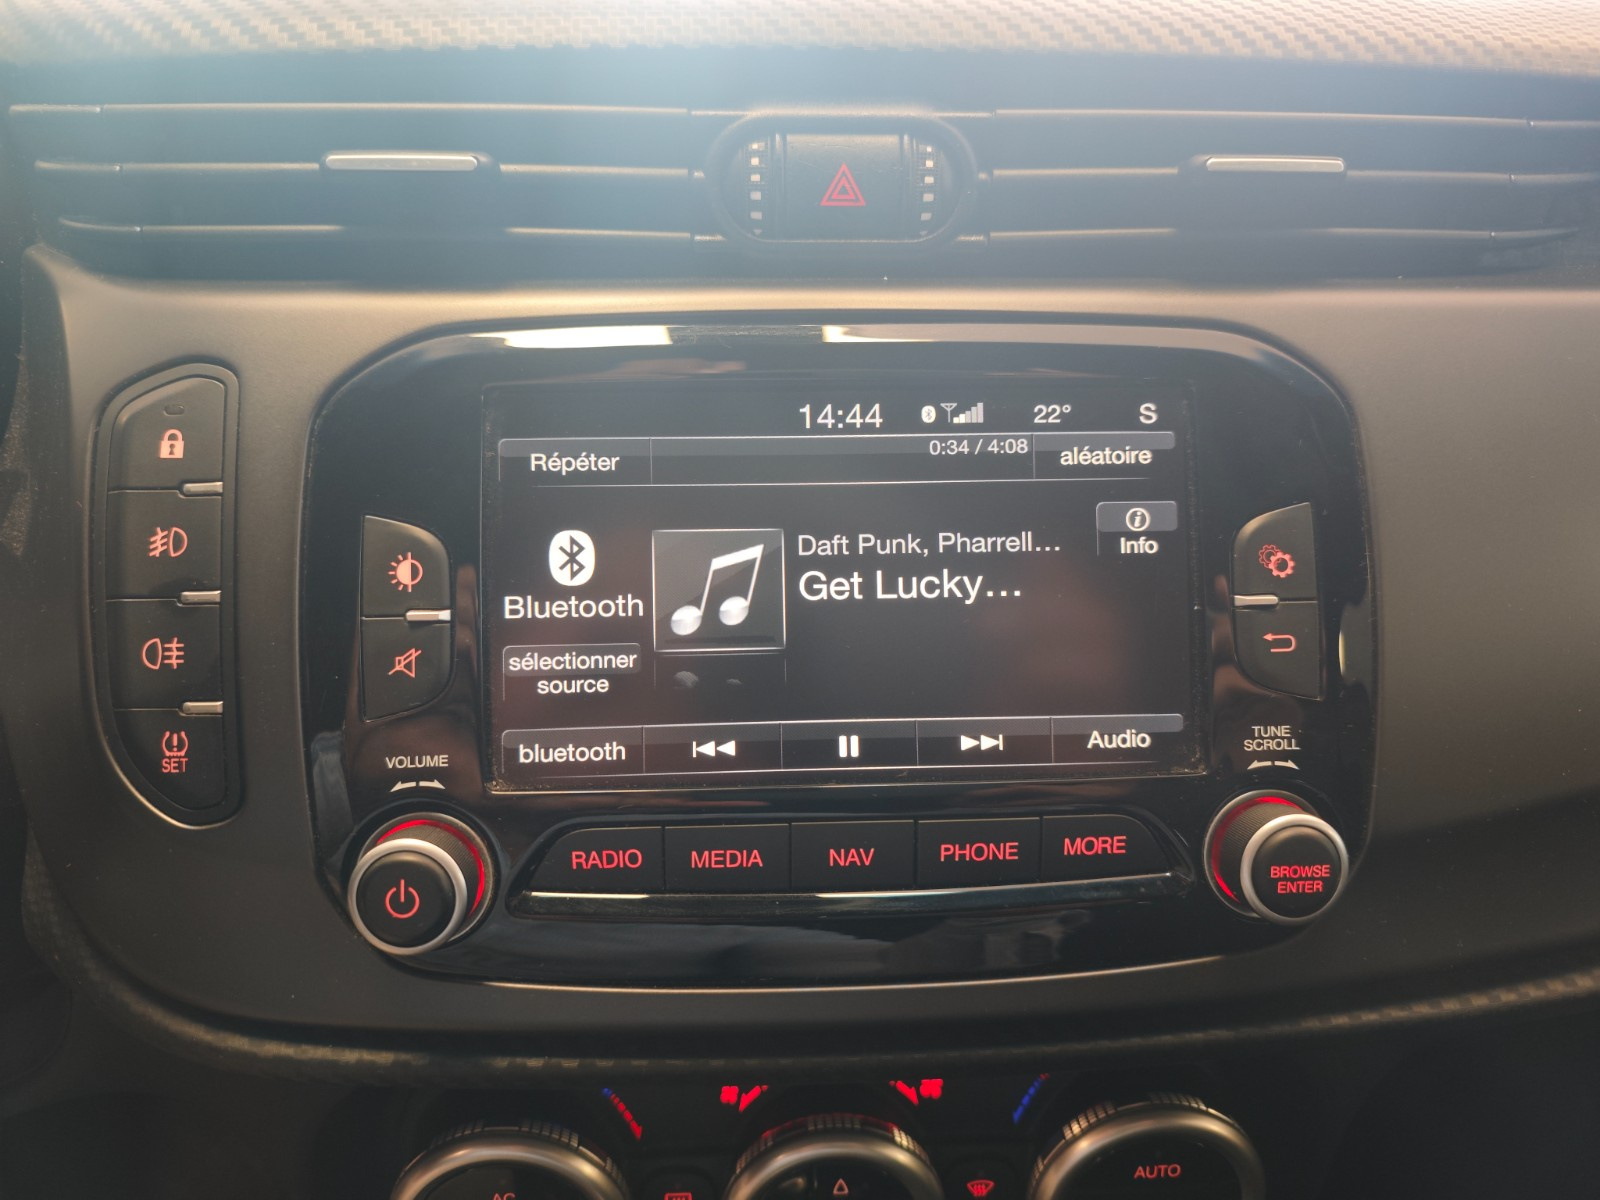 14:44 22° S
Répéter 0:34 / 4:08 aléatoire
Daft Punk, Pharrell...
Get Lucky...
Info
Bluetooth
sélectionner
source
bluetooth Audio
SET
VOLUME
TUNE
SCROLL
RADIO MEDIA NAV PHONE MORE
BROWSE
ENTER
AC
AUTO